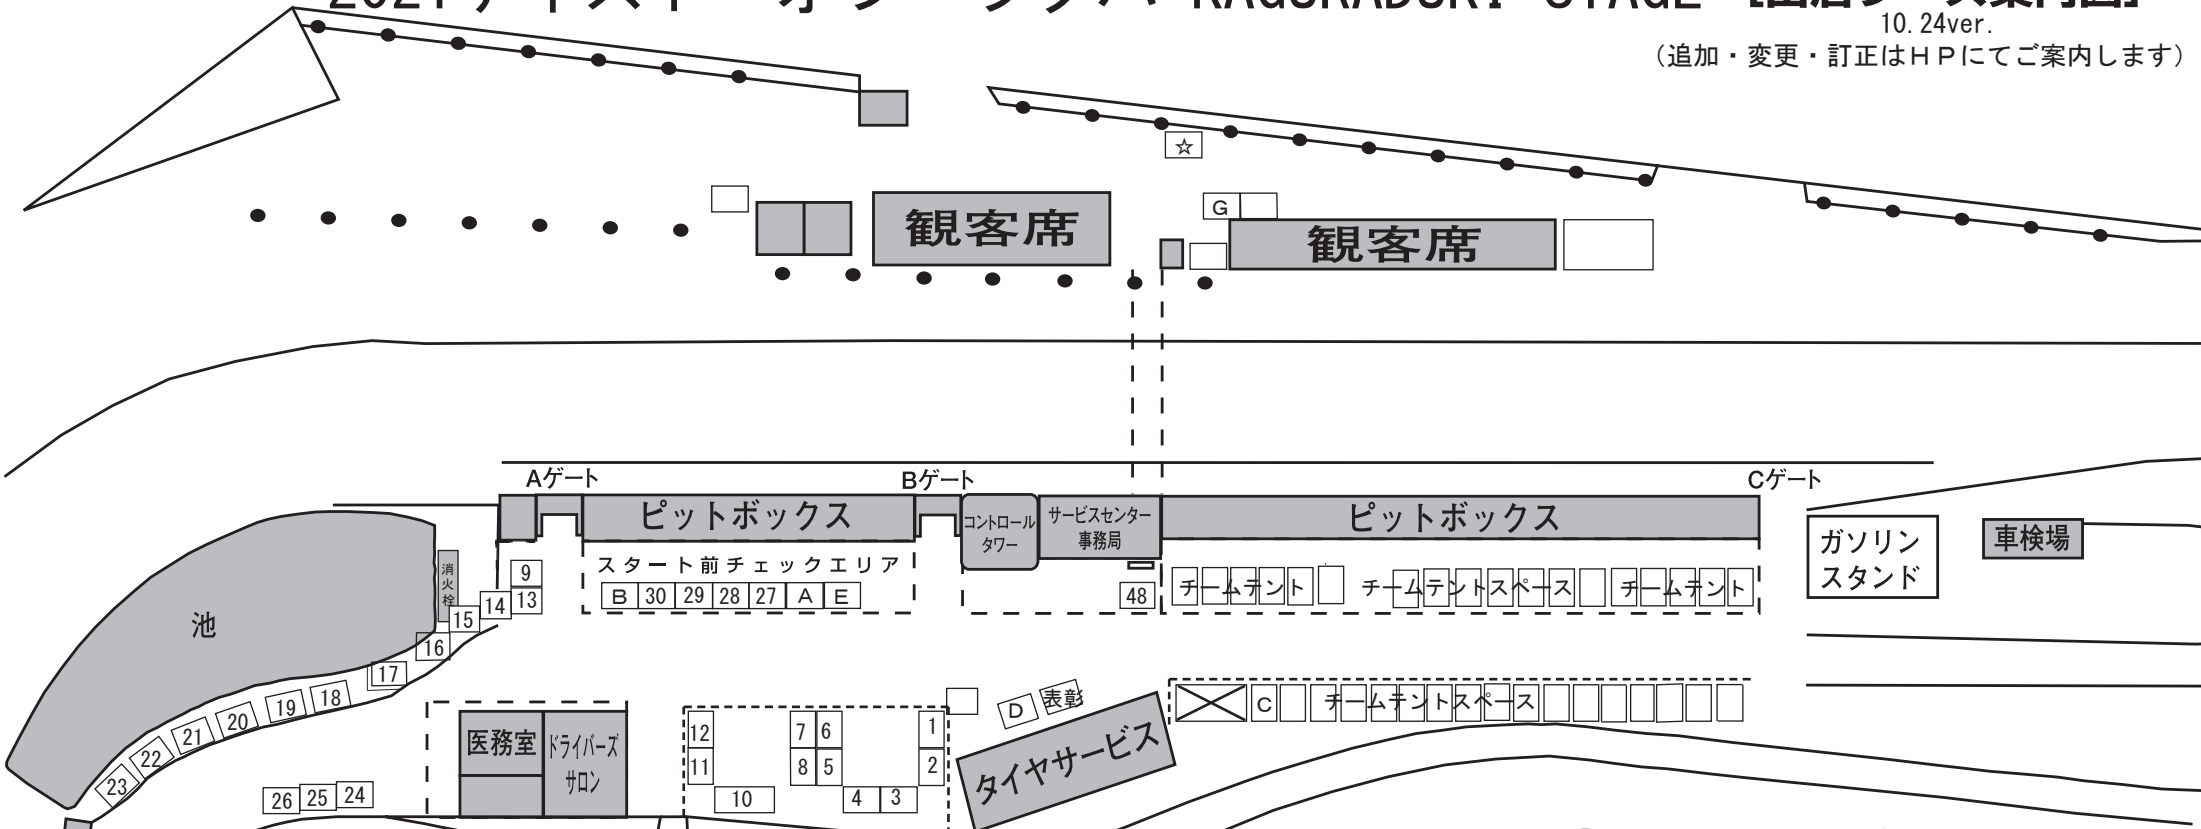 10.24ver.
(追加・変更・訂正はHPにてご案内します)
☆
G
観客席
観客席
Aゲート
Bゲート
Cゲート
ピットボックス
コントロール
タワー
サービスセンター
事務局
ピットボックス
ガソリン
スタンド
車検場
消火栓
スタート前チェックエリア
9
13
14
15
16
17
18
19
20
21
22
23
池
B 30 29 28 27 A E
48
チームテント
チームテントスペース
チームテント
C
チームテントスペース
D
表彰
タイヤサービス
医務室
ドライバーズ
サロン
12
11
10
7 6
8 5
4 3
1
2
26 25 24